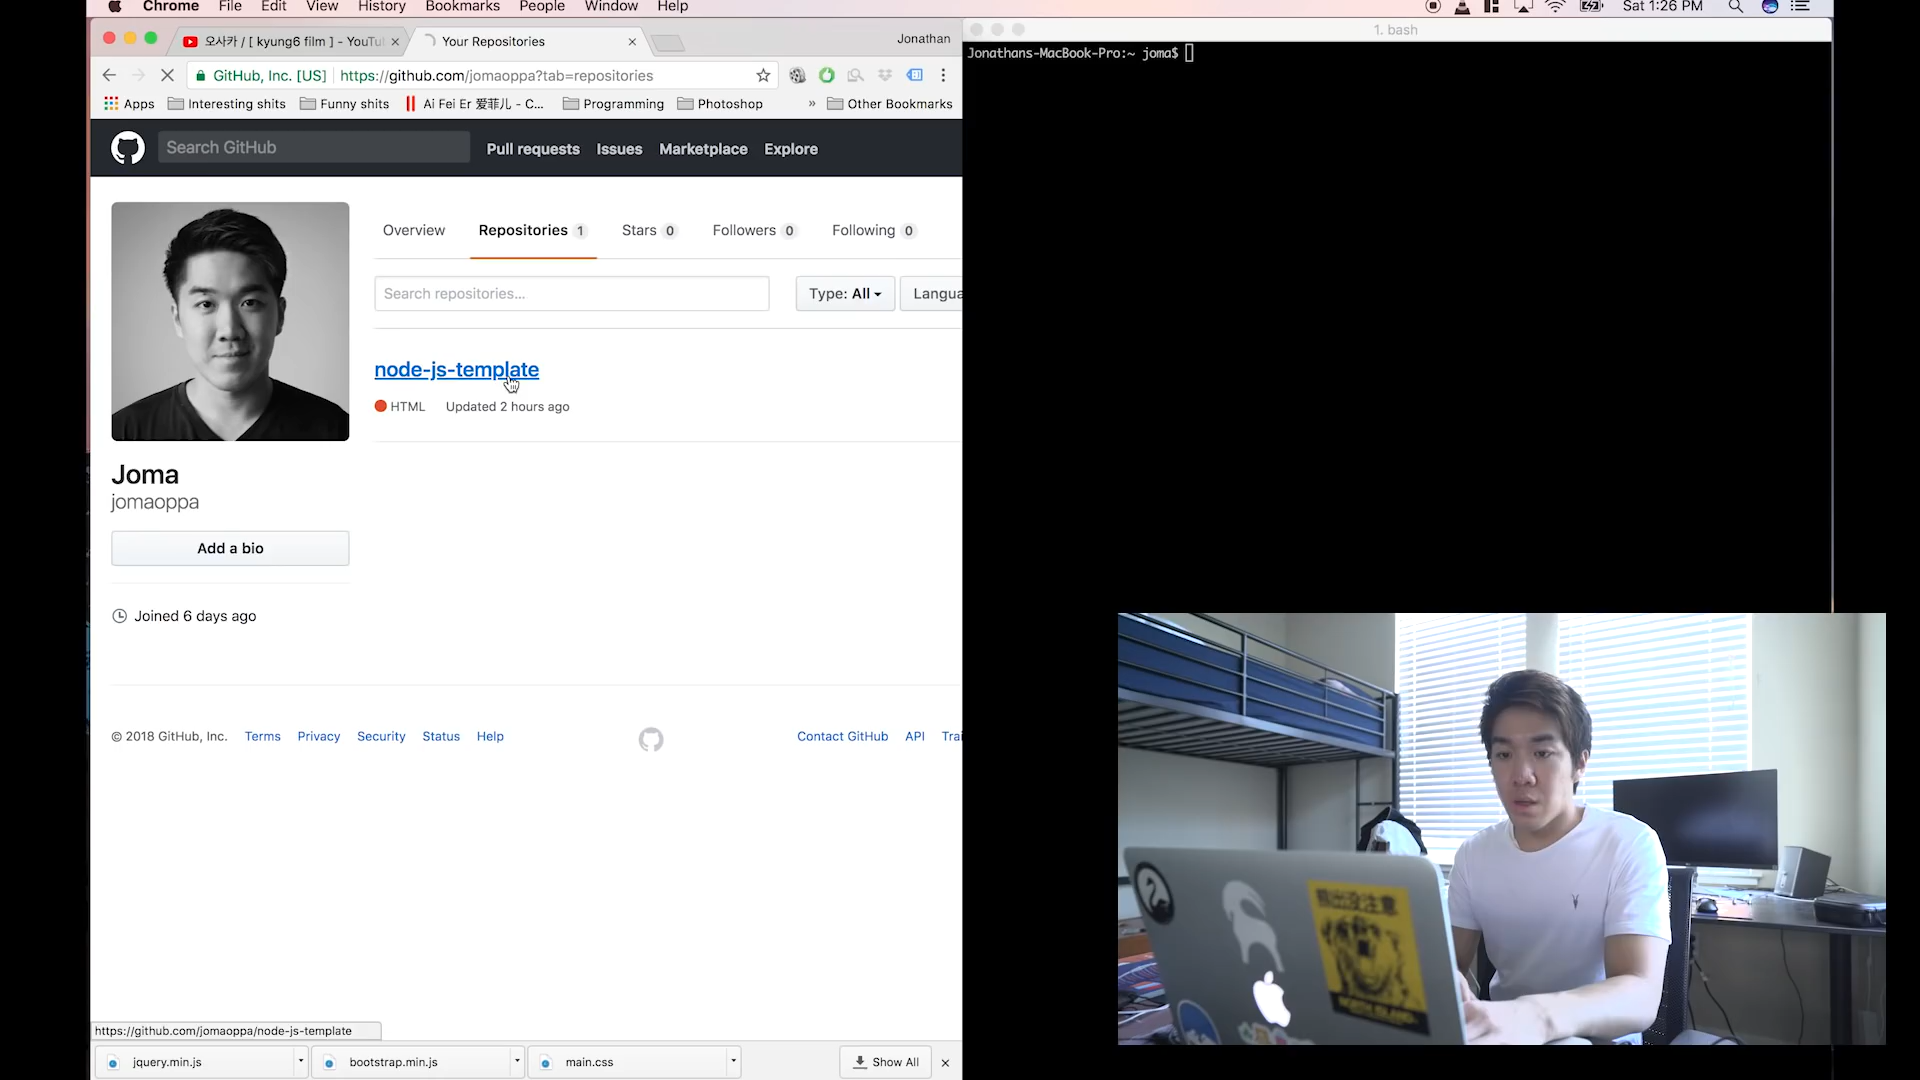 Chrome File Edit View History Bookmarks People Window Help Sat 1:26 PM
오사카 / [ kyung6 film ] - YouTu
Your Repositories
Jonathan
1. bash
GitHub, Inc. [US] https://github.com/jomaoppa?tab=repositories
Jonathans-MacBook-Pro:~ joma$
Apps Interesting shits Funny shits Ai Fei Er 爱菲儿 - C... Programming Photoshop » Other Bookmarks
Search GitHub Pull requests Issues Marketplace Explore
Overview Repositories 1 Stars 0 Followers 0 Following 0
Search repositories... Type: All Langua
node-js-template
HTML Updated 2 hours ago
Joma
jomaoppa
Add a bio
Joined 6 days ago
© 2018 GitHub, Inc. Terms Privacy Security Status Help Contact GitHub API Trai
熊出没注意
https://github.com/jomaoppa/node-js-template
jquery.min.js bootstrap.min.js main.css Show All